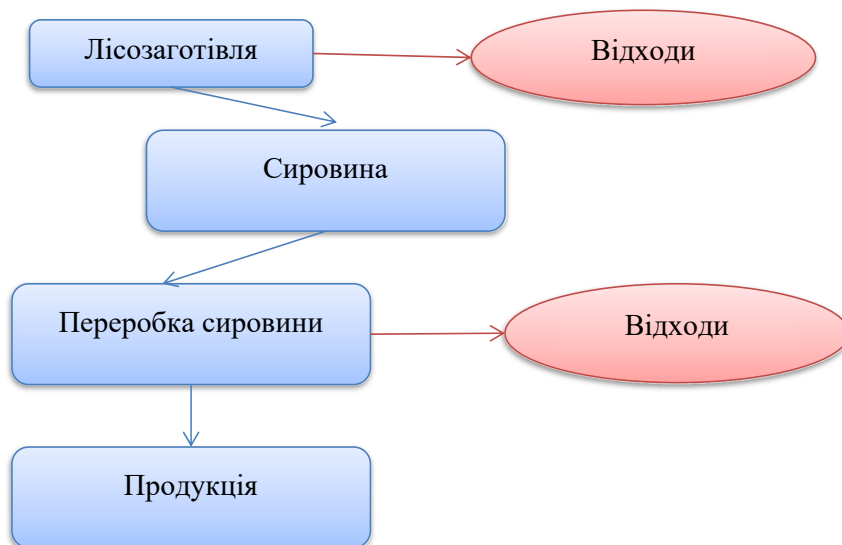 Лісозаготівля
Відходи
Сировина
Переробка сировини
Відходи
Продукція